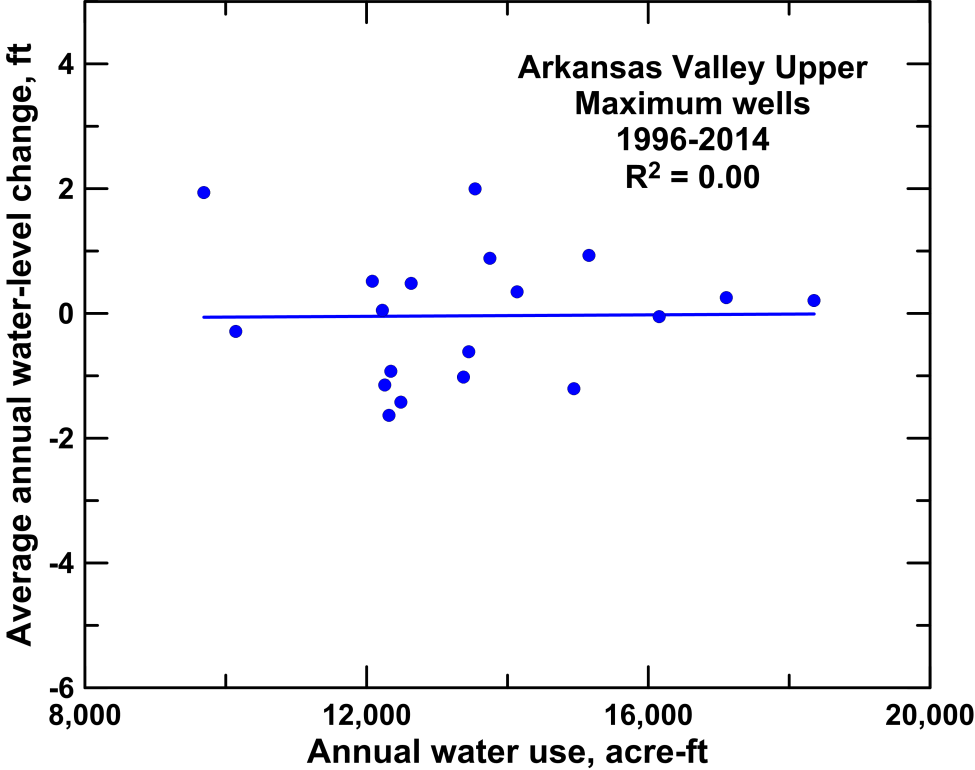 Average annual water-level change, ft
Arkansas Valley Upper
Maximum wells
1996-2014
R² = 0.00
4
2
0
-2
-4
-6
8,000
12,000
16,000
20,000
Annual water use, acre-ft